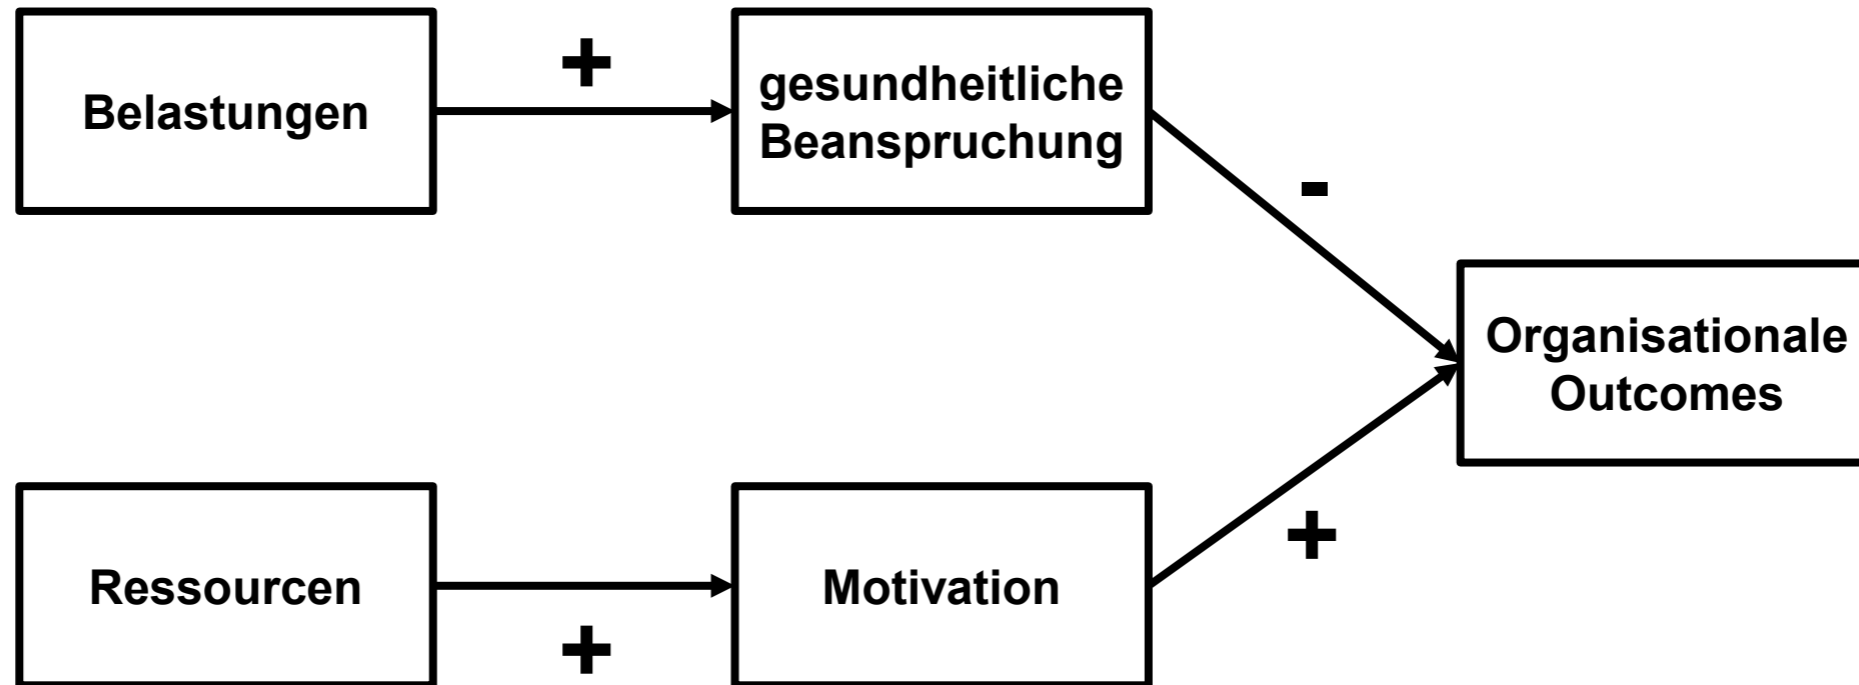 Belastungen
+
gesundheitliche
Beanspruchung
-
Organisationale
Outcomes
Ressourcen
+
Motivation
+